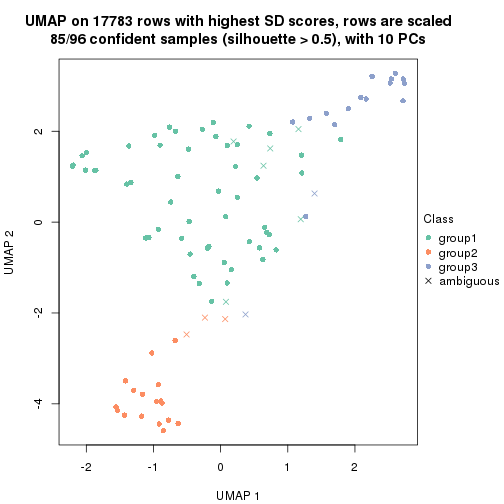 UMAP on 17783 rows with highest SD scores, rows are scaled
85/96 confident samples (silhouette > 0.5), with 10 PCs
UMAP 2
2
0
-2
-4
-2
-1
0
1
2
UMAP 1
Class
group1
group2
group3
ambiguous